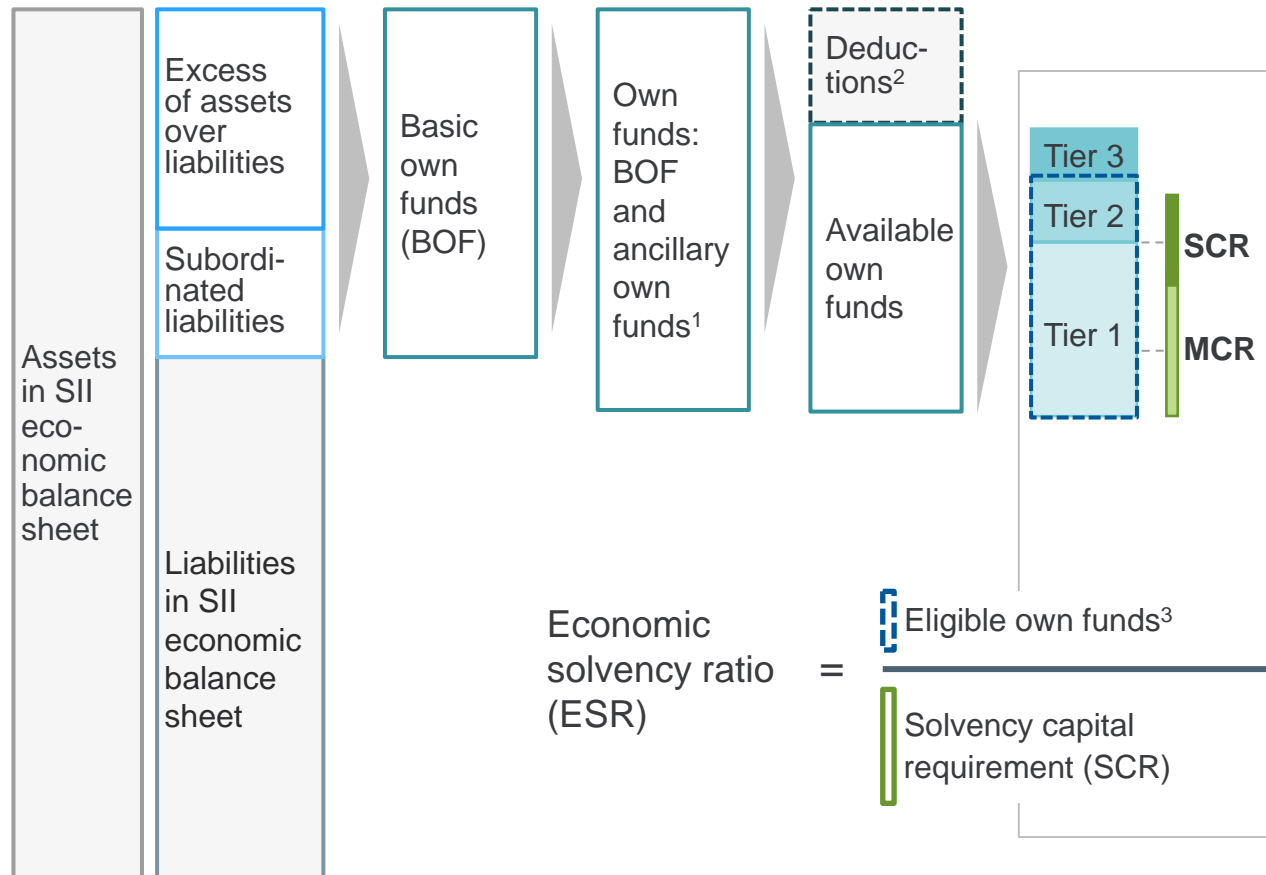 Assets
in SII
eco-
nomic
balance
sheet
Excess
of assets
over
liabilities
Subordi-
nated
liabilities
Liabilities
in SII
economic
balance
sheet
Basic
own
funds
(BOF)
Own
funds:
BOF
and
ancillary
own
funds¹
Deduc-
tions²
Available
own
funds
Tier 3
Tier 2
Tier 1
SCR
MCR
Economic
solvency ratio
(ESR)
=
Eligible own funds³
Solvency capital
requirement (SCR)